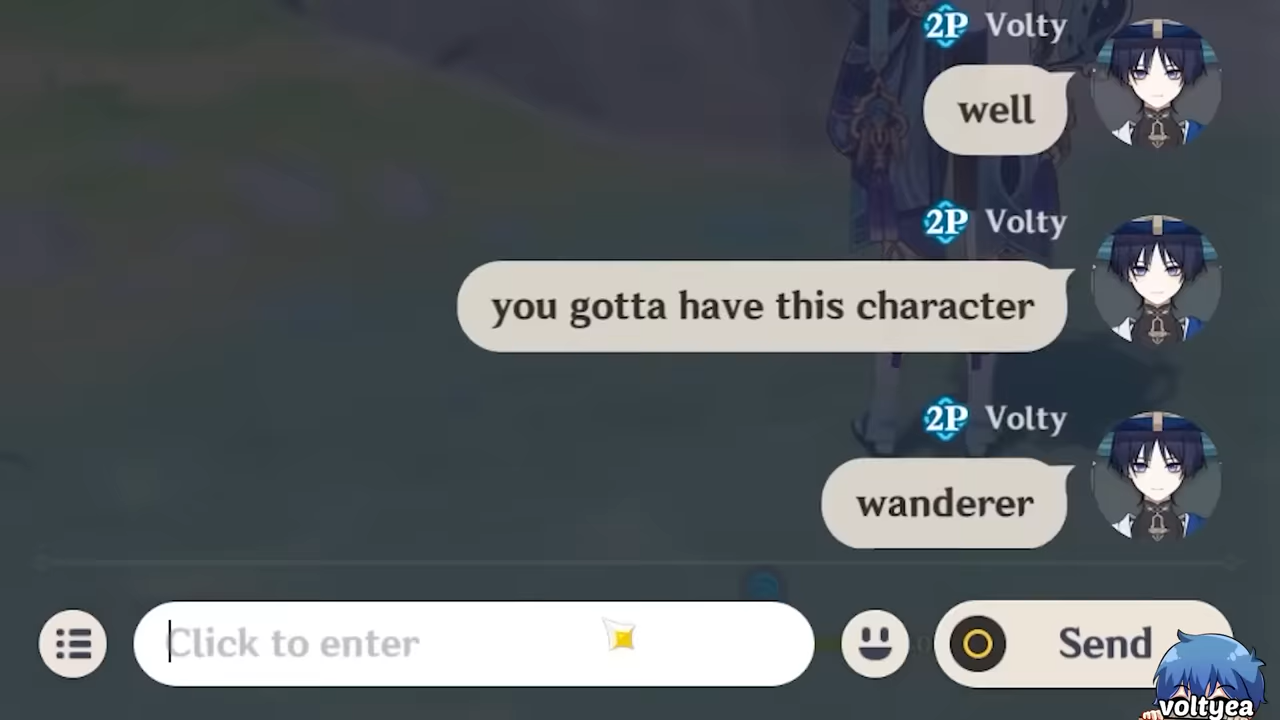 2P Volty
well
2P Volty
you gotta have this character
2P Volty
wanderer
Click to enter
Send
voltyea